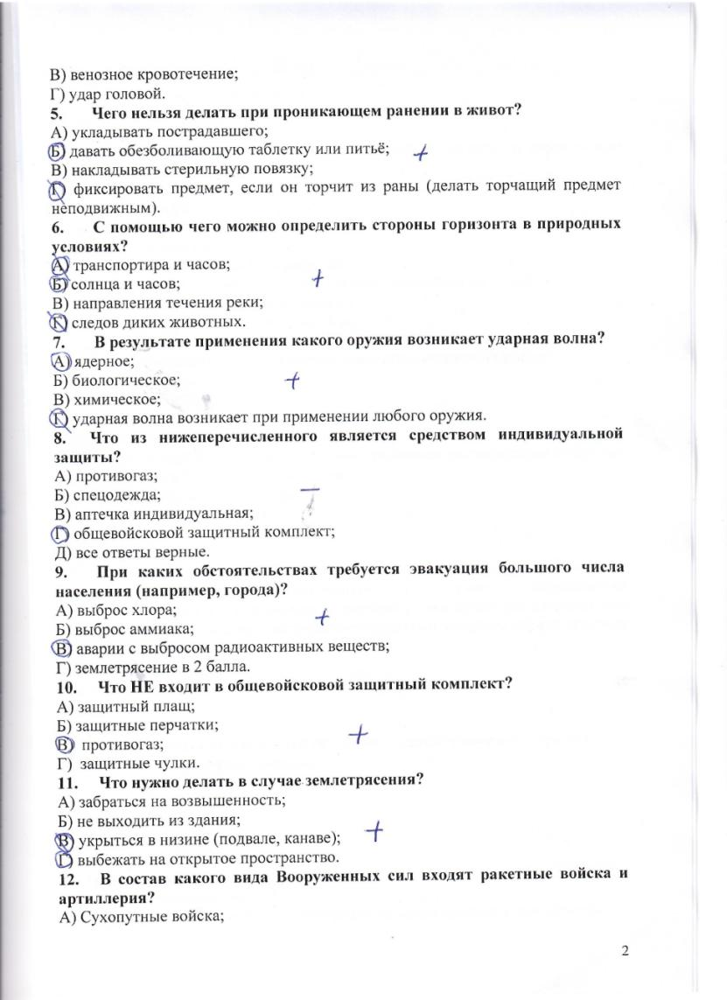 В) венозное кровотечение;
Г) удар головой.
5. Чего нельзя делать при проникающем ранении в живот?
А) укладывать пострадавшего;
Б) давать обезболивающую таблетку или питьё; +
В) накладывать стерильную повязку;
Г) фиксировать предмет, если он торчит из раны (делать торчащий предмет
неподвижным).
6. С помощью чего можно определить стороны горизонта в природных
условиях?
А) транспортира и часов;
Б) солнца и часов; +
В) направления течения реки;
Г) следов диких животных.
7. В результате применения какого оружия возникает ударная волна?
А) ядерное;
Б) биологическое; +
В) химическое;
Г) ударная волна возникает при применении любого оружия.
8. Что из нижеперечисленного является средством индивидуальной
защиты?
А) противогаз;
Б) спецодежда; –
В) аптечка индивидуальная;
Г) общевойсковой защитный комплект;
Д) все ответы верные.
9. При каких обстоятельствах требуется эвакуация большого числа
населения (например, города)?
А) выброс хлора; +
Б) выброс аммиака;
В) аварии с выбросом радиоактивных веществ;
Г) землетрясение в 2 балла.
10. Что НЕ входит в общевойсковой защитный комплект?
А) защитный плащ;
Б) защитные перчатки; +
В) противогаз;
Г) защитные чулки.
11. Что нужно делать в случае землетрясения?
А) забраться на возвышенность;
Б) не выходить из здания; +
В) укрыться в низине (подвале, канаве);
Г) выбежать на открытое пространство.
12. В состав какого вида Вооруженных сил входят ракетные войска и
артиллерия?
А) Сухопутные войска;
2